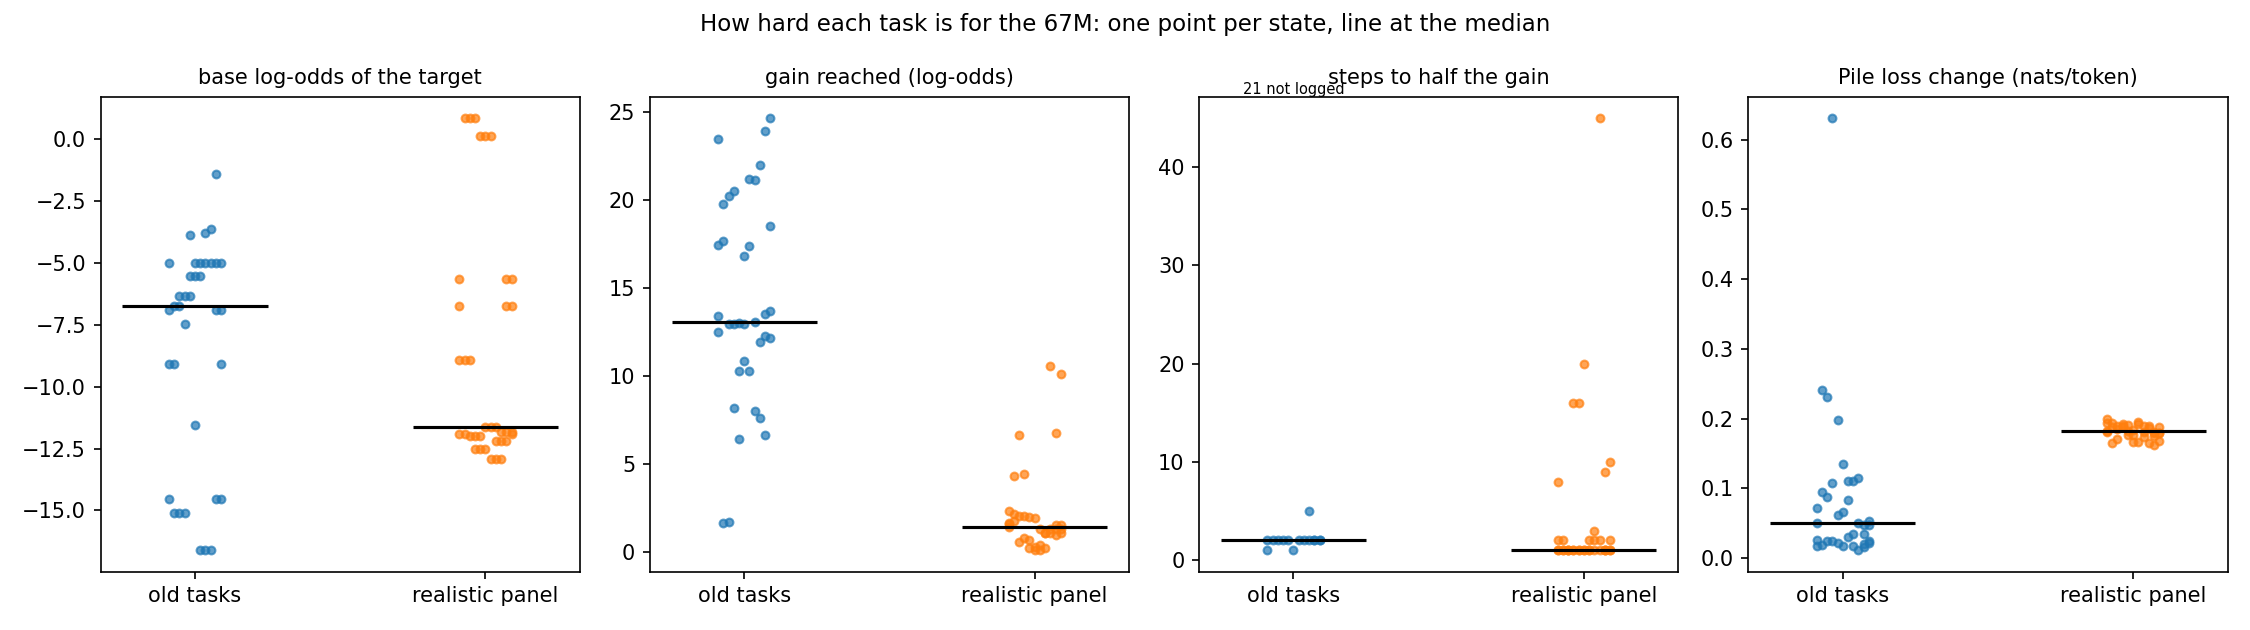 How hard each task is for the 67M: one point per state, line at the median
base log-odds of the target
0.0
−2.5
−5.0
−7.5
−10.0
−12.5
−15.0
old tasks
realistic panel
gain reached (log-odds)
25
20
15
10
5
0
old tasks
realistic panel
steps to half the gain
21 not logged
40
30
20
10
0
old tasks
realistic panel
Pile loss change (nats/token)
0.6
0.5
0.4
0.3
0.2
0.1
0.0
old tasks
realistic panel